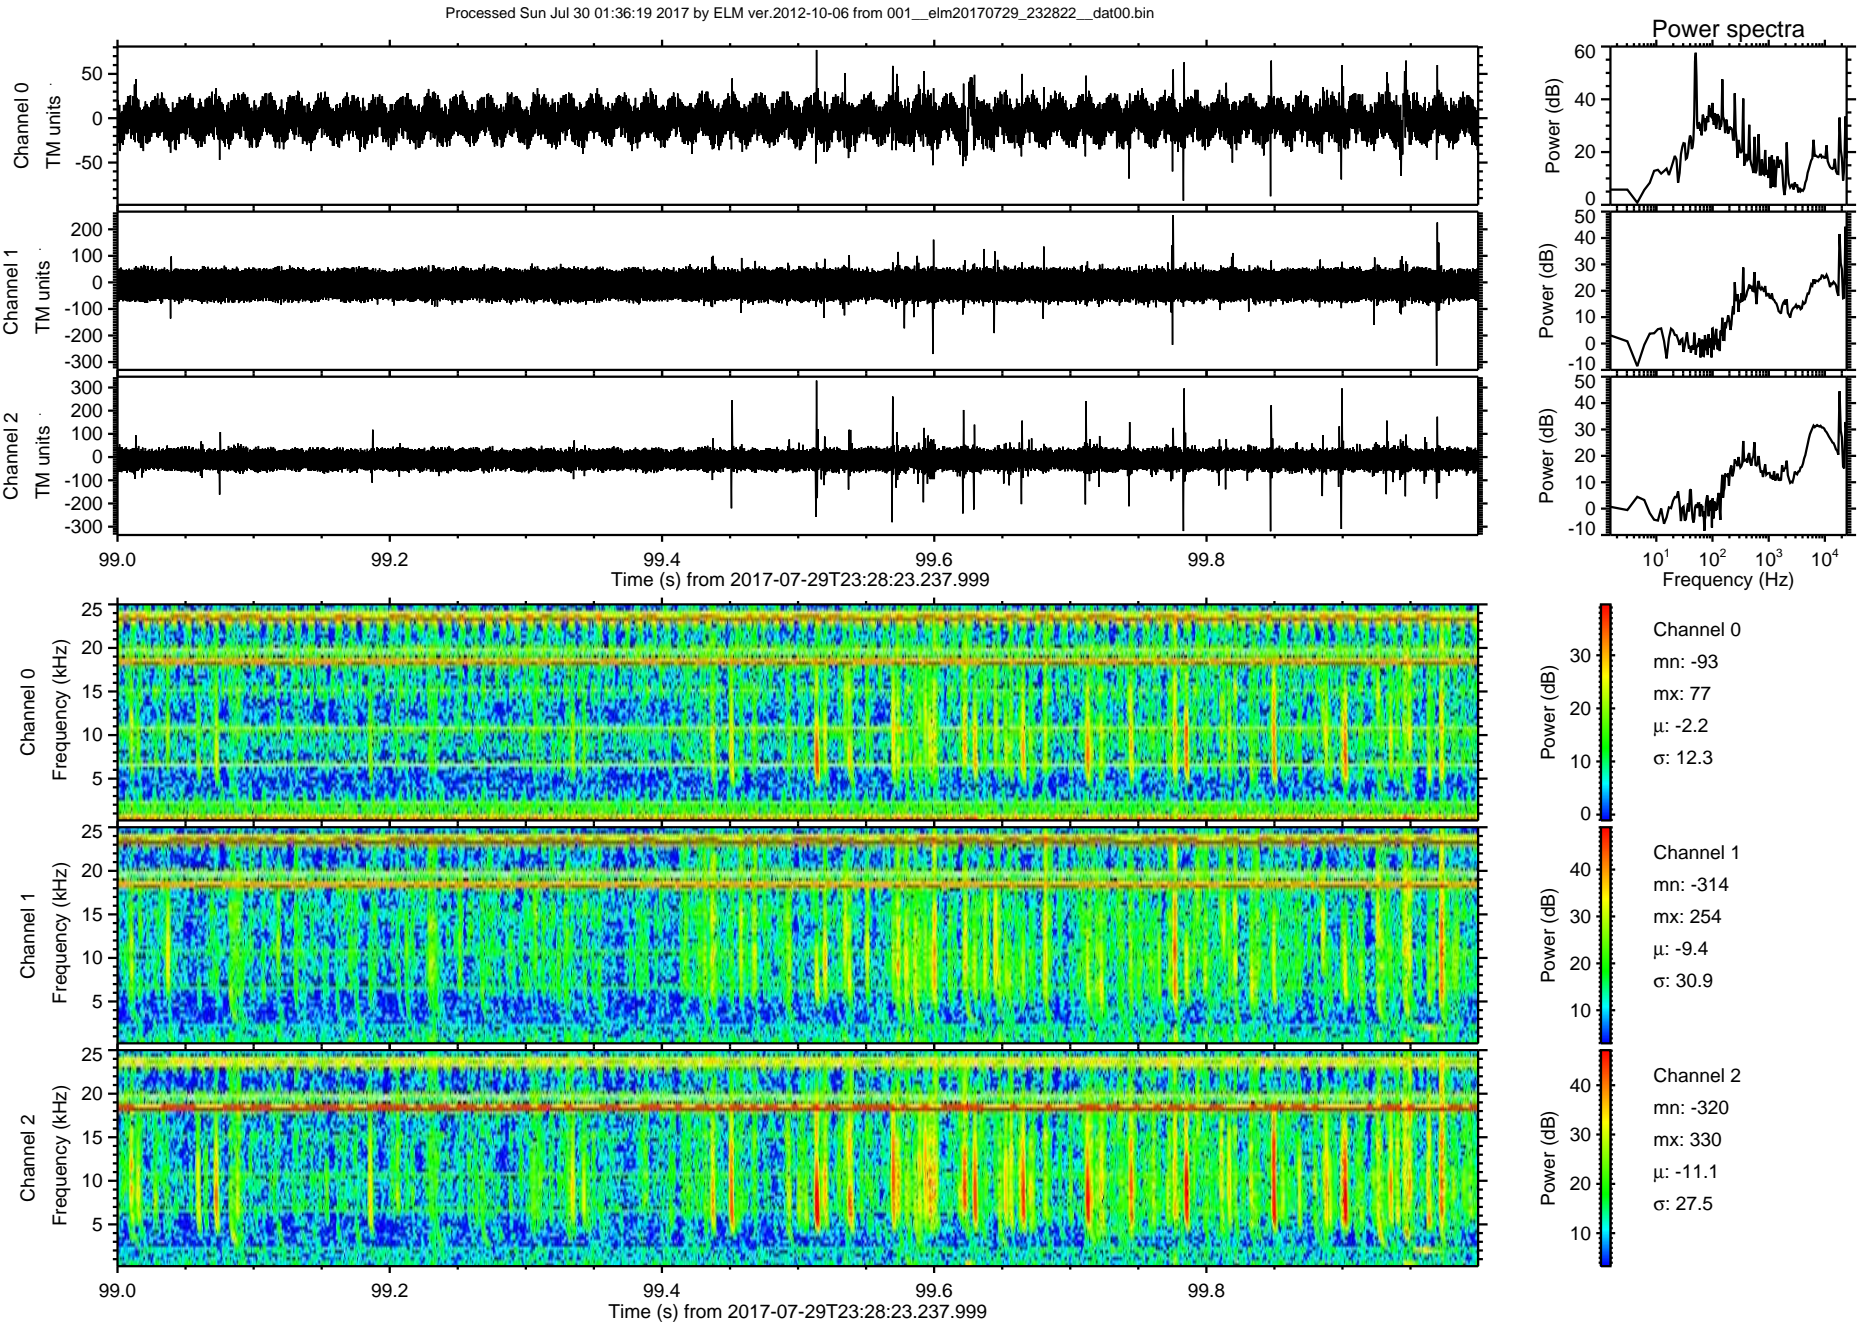 Processed Sun Jul 30 01:36:19 2017 by ELM ver.2012-10-06 from 001__elm20170729_232822__dat00.bin
Power spectra
Channel 0
TM units
50
0
-50
Power (dB)
60
40
20
0
Channel 1
TM units
200
100
0
-100
-200
-300
Power (dB)
50
40
30
20
10
0
-10
Channel 2
TM units
300
200
100
0
-100
-200
-300
Power (dB)
50
40
30
20
10
0
-10
99.0 99.2 99.4 99.6 99.8
Time (s) from 2017-07-29T23:28:23.237.999
10¹ 10² 10³ 10⁴
Frequency (Hz)
Channel 0
Frequency (kHz)
25
20
15
10
5
Power (dB)
30
20
10
0
Channel 0
mn: -93
mx: 77
μ: -2.2
σ: 12.3
Channel 1
Frequency (kHz)
25
20
15
10
5
Power (dB)
40
30
20
10
Channel 1
mn: -314
mx: 254
μ: -9.4
σ: 30.9
Channel 2
Frequency (kHz)
25
20
15
10
5
Power (dB)
40
30
20
10
Channel 2
mn: -320
mx: 330
μ: -11.1
σ: 27.5
99.0 99.2 99.4 99.6 99.8
Time (s) from 2017-07-29T23:28:23.237.999